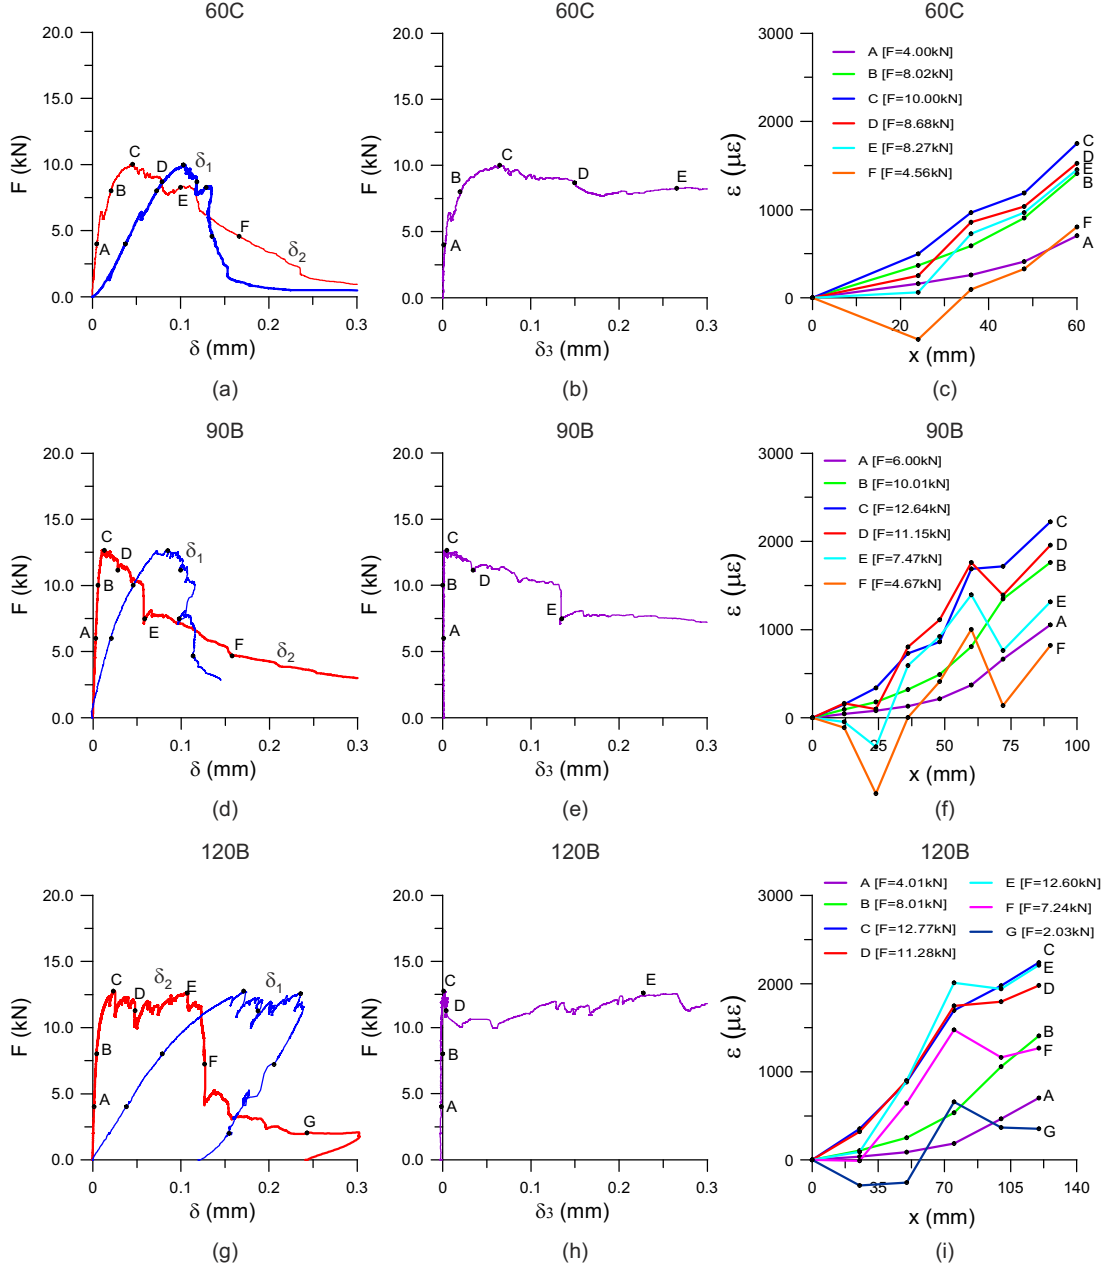 60C
20.0
15.0
10.0
5.0
0.0
F (kN)
A
B
C
D
E
F
δ1
δ2
0
0.1
0.2
0.3
δ (mm)
(a)
60C
20.0
15.0
10.0
5.0
0.0
F (kN)
A
B
C
D
E
0
0.1
0.2
0.3
δ3 (mm)
(b)
60C
3000
2000
1000
0
ε (με)
A [F=4.00kN]
B [F=8.02kN]
C [F=10.00kN]
D [F=8.68kN]
E [F=8.27kN]
F [F=4.56kN]
C
D
E
B
F
A
0
20
40
60
x (mm)
(c)
90B
20.0
15.0
10.0
5.0
0.0
F (kN)
C
D
B
A
E
F
δ1
δ2
0
0.1
0.2
0.3
δ (mm)
(d)
90B
20.0
15.0
10.0
5.0
0.0
F (kN)
C
D
B
A
E
0
0.1
0.2
0.3
δ3 (mm)
(e)
90B
3000
2000
1000
0
ε (με)
A [F=6.00kN]
B [F=10.01kN]
C [F=12.64kN]
D [F=11.15kN]
E [F=7.47kN]
F [F=4.67kN]
C
D
B
E
A
F
0
25
50
75
100
x (mm)
(f)
120B
20.0
15.0
10.0
5.0
0.0
F (kN)
C
D
δ2
E
δ1
B
F
A
G
0
0.1
0.2
0.3
δ (mm)
(g)
120B
20.0
15.0
10.0
5.0
0.0
F (kN)
C
D
E
B
A
0
0.1
0.2
0.3
δ3 (mm)
(h)
120B
3000
2000
1000
0
ε (με)
A [F=4.01kN]
B [F=8.01kN]
C [F=12.77kN]
D [F=11.28kN]
E [F=12.60kN]
F [F=7.24kN]
G [F=2.03kN]
C
E
D
B
F
A
G
0
35
70
105
140
x (mm)
(i)